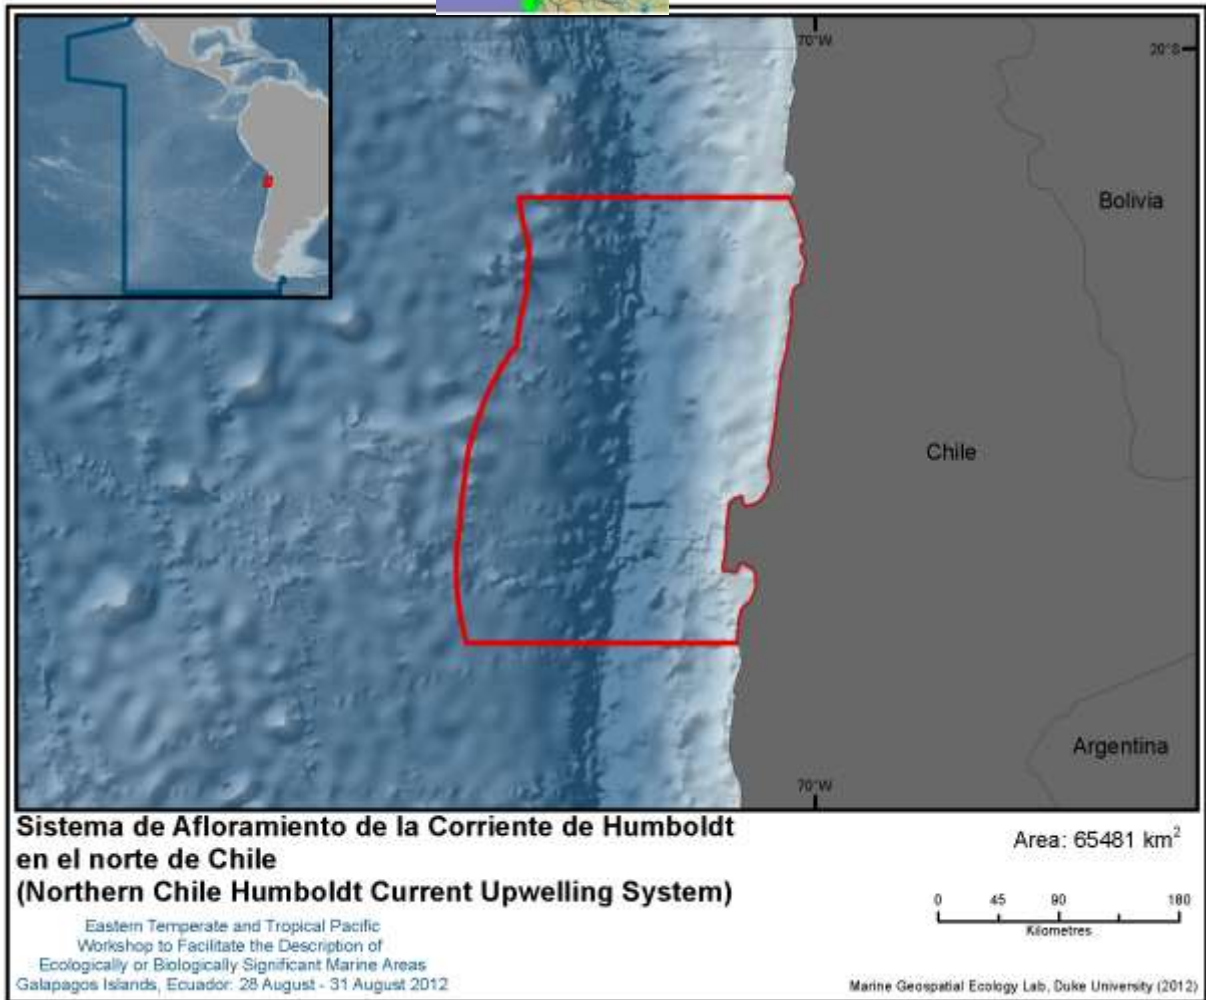 70°W
20°S
Bolivia
Chile
Argentina
70°W
Sistema de Afloramiento de la Corriente de Humboldt
en el norte de Chile
(Northern Chile Humboldt Current Upwelling System)
Area: 65481 km²
Eastern Temperate and Tropical Pacific
Workshop to Facilitate the Description of
Ecologically or Biologically Significant Marine Areas
Galapagos Islands, Ecuador: 28 August - 31 August 2012
0 45 90 180
Kilometres
Marine Geospatial Ecology Lab, Duke University (2012)